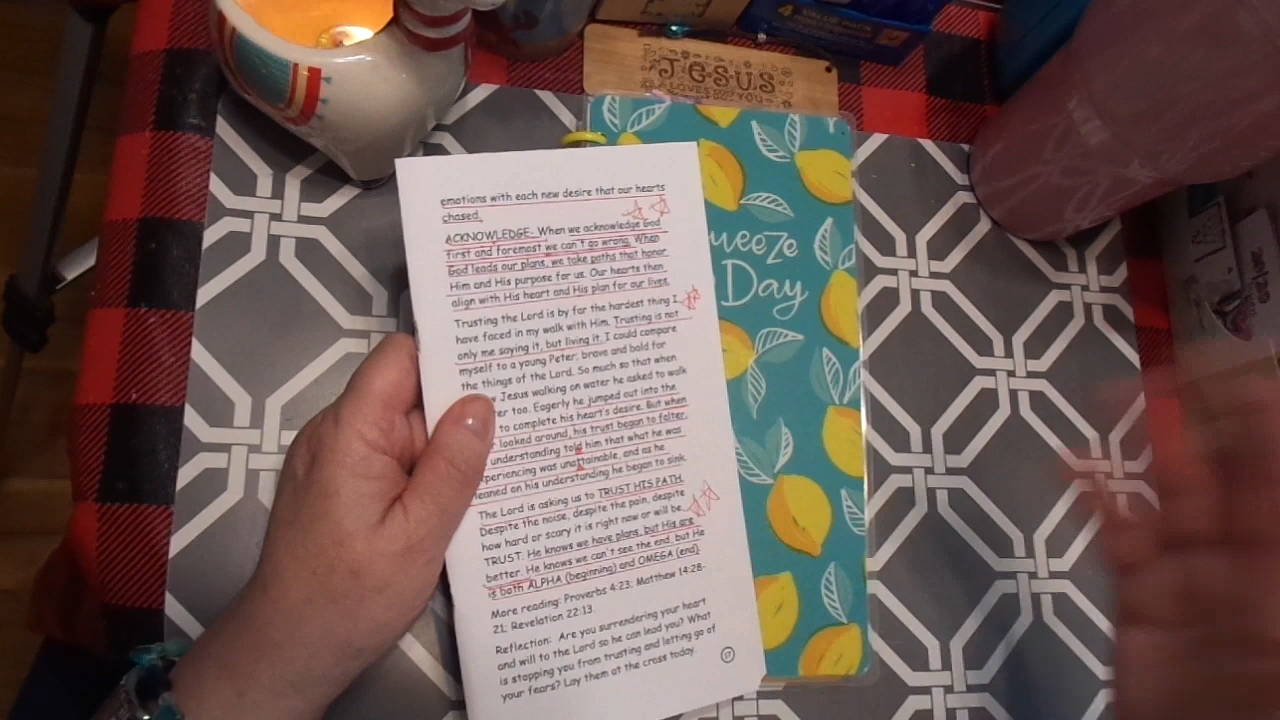 4 VALUE PACK
JESUS
LOVES YOU
ueeze
Day
emotions with each new desire that our hearts
chased.
ACKNOWLEDGE- When we acknowledge God
first and foremost we can't go wrong. When
God leads our plans, we take paths that honor
Him and His purpose for us. Our hearts then
align with His heart and His plan for our lives.
Trusting the Lord is by far the hardest thing I
have faced in my walk with Him. Trusting is not
only me saying it, but living it. I could compare
myself to a young Peter; brave and bold for
the things of the Lord. So much so that when
Jesus walking on water he asked to walk
er too. Eagerly he jumped out into the
to complete his heart's desire. But when
looked around, his trust began to falter.
understanding told him that what he was
xperiencing was unattainable, and as he
leaned on his understanding he began to sink.
The Lord is asking us to TRUST HIS PATH.
Despite the noise, despite the pain, despite
how hard or scary it is right now or will be,
TRUST. He knows we have plans, but His are
better. He knows we can't see the end, but He
is both ALPHA (beginning) and OMEGA (end).
More reading: Proverbs 4:23; Matthew 14:28-
21; Revelation 22:13.
Reflection: Are you surrendering your heart
and will to the Lord so he can lead you? What
is stopping you from trusting and letting go of
your fears? Lay them at the cross today.
17